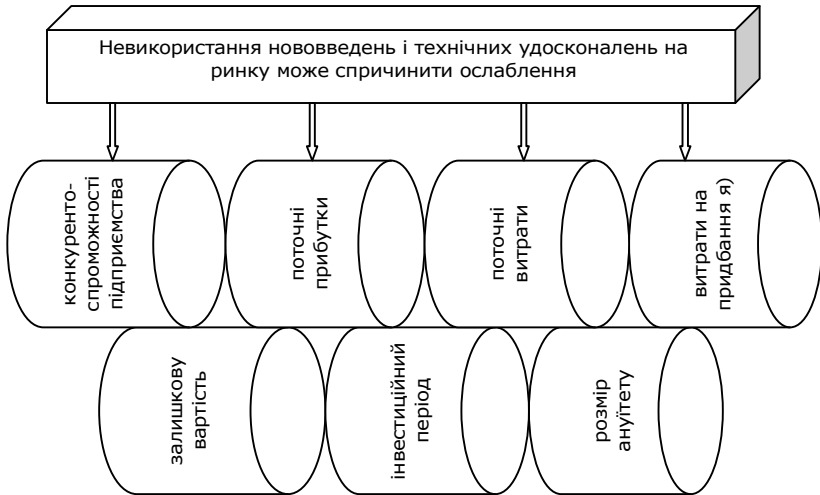 Невикористання нововведень і технічних удосконалень на
ринку може спричинити ослаблення
конкуренто-
спроможності
підприємства
поточні
прибутки
поточні
витрати
витрати на
придбання я)
залишкову
вартість
інвестиційний
період
розмір
ануїтету